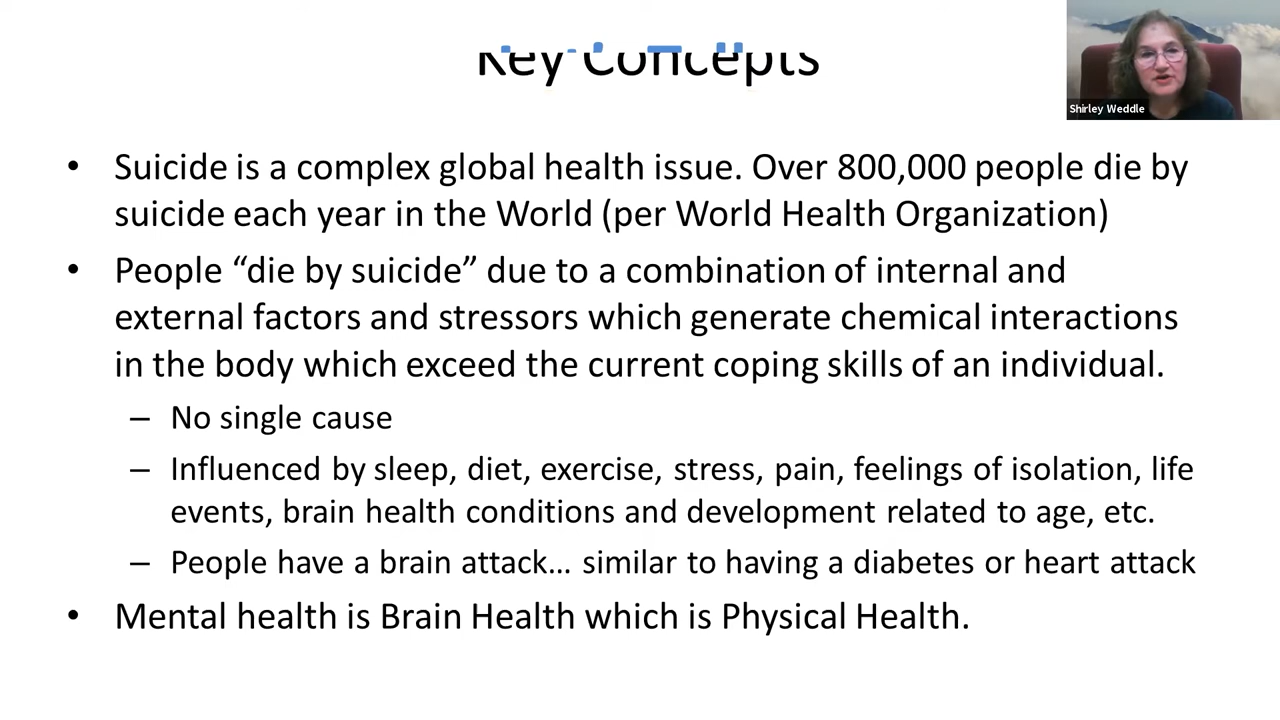 Key Concepts
Shirley Weddle
• Suicide is a complex global health issue. Over 800,000 people die by
suicide each year in the World (per World Health Organization)
• People “die by suicide” due to a combination of internal and
external factors and stressors which generate chemical interactions
in the body which exceed the current coping skills of an individual.
– No single cause
– Influenced by sleep, diet, exercise, stress, pain, feelings of isolation, life
events, brain health conditions and development related to age, etc.
– People have a brain attack... similar to having a diabetes or heart attack
• Mental health is Brain Health which is Physical Health.